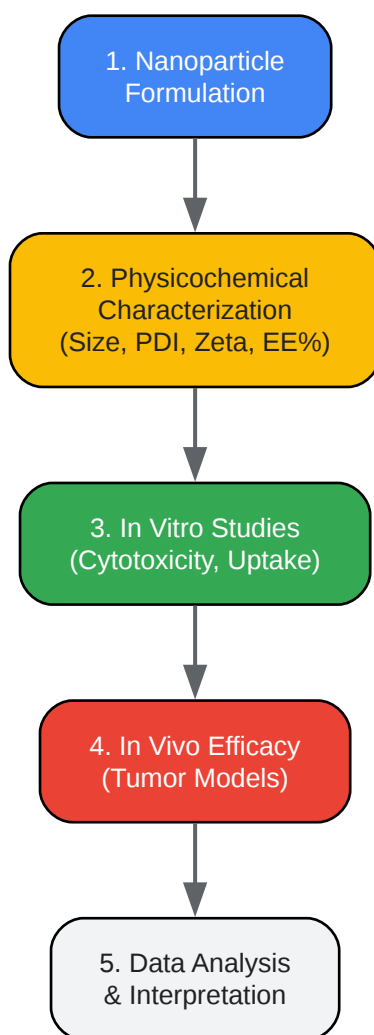 1. Nanoparticle
Formulation
2. Physicochemical
Characterization
(Size, PDI, Zeta, EE%)
3. In Vitro Studies
(Cytotoxicity, Uptake)
4. In Vivo Efficacy
(Tumor Models)
5. Data Analysis
& Interpretation